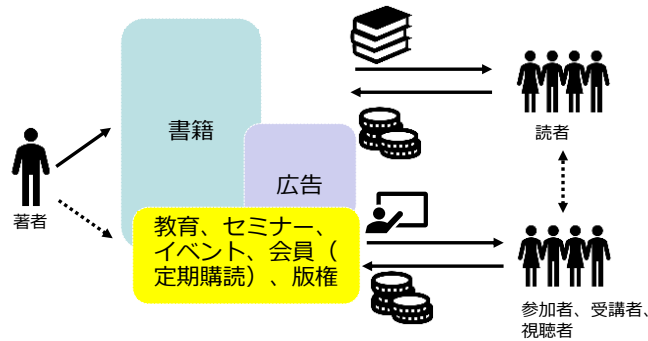 書籍
広告
教育、セミナー、
イベント、会員（
定期購読）、版権
著者
読者
参加者、受講者、
視聴者